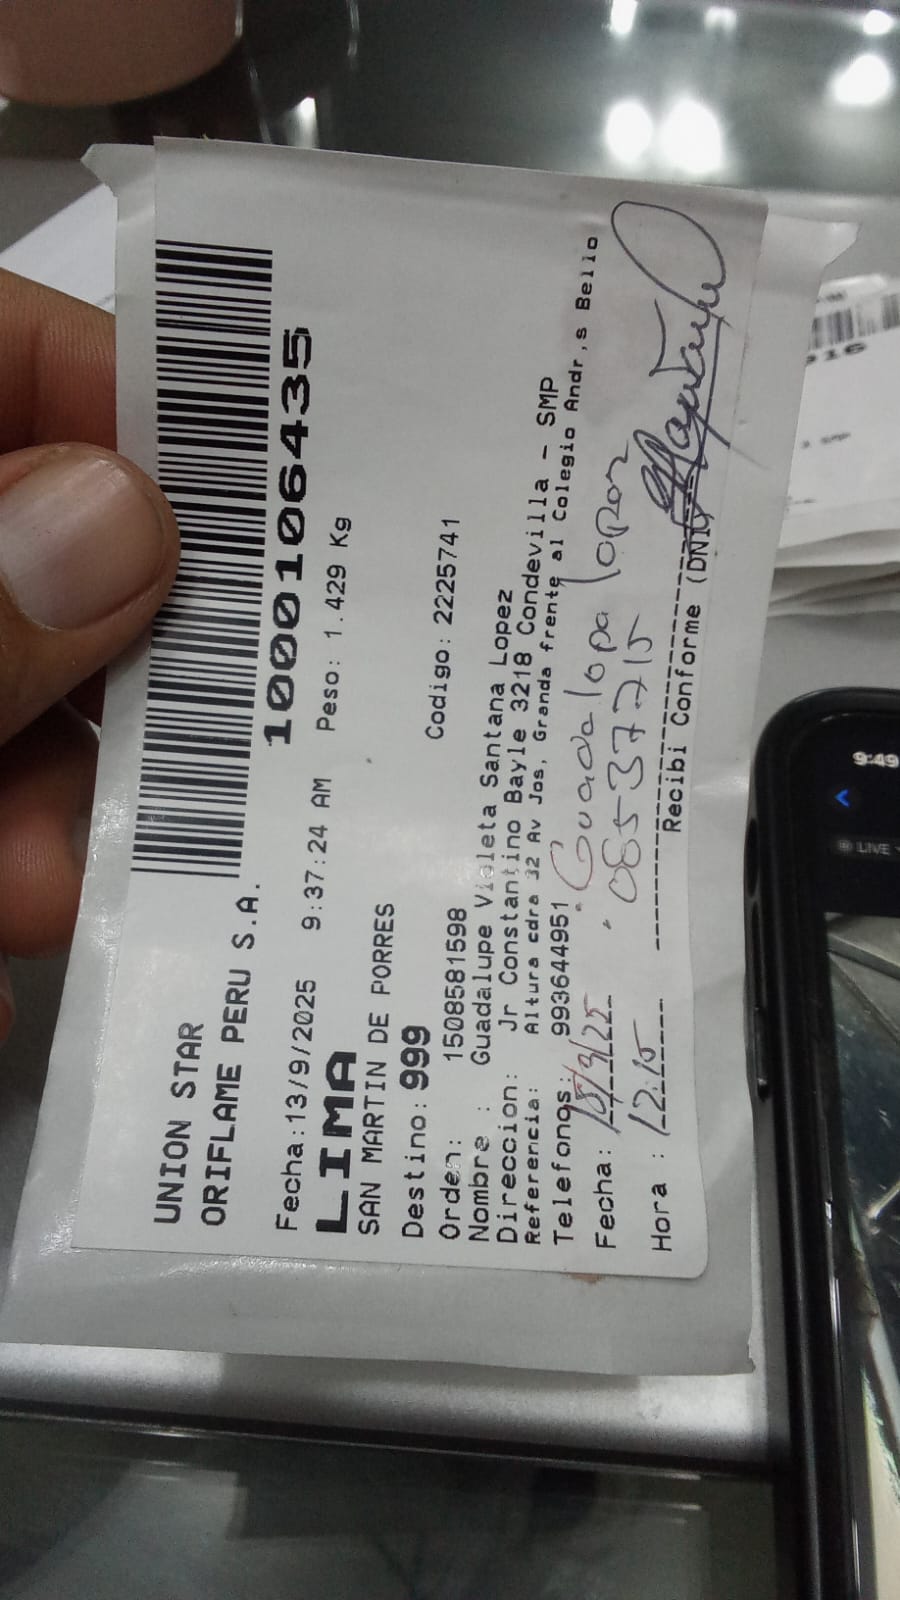 UNION STAR
ORIFLAME PERU S.A.
1000106435
Fecha:13/9/2025 9:37:24 AM Peso: 1.429 Kg
LIMA
SAN MARTIN DE PORRES
Destino: 999
Codigo: 2225741
Orden: 1508581598
Nombre : Guadalupe Violeta Santana Lopez
Direccion: Jr Constantino Bayle 3218 Condevilla - SMP
Referencia: Altura cdra 32 Av Jos, Granda frente al Colegio Andr,s Bello
Telefonos: 993644951
Fecha: 15/9/25
08537715
Hora : 12:15
Recibi Conforme (DNI)
9:49
LIVE